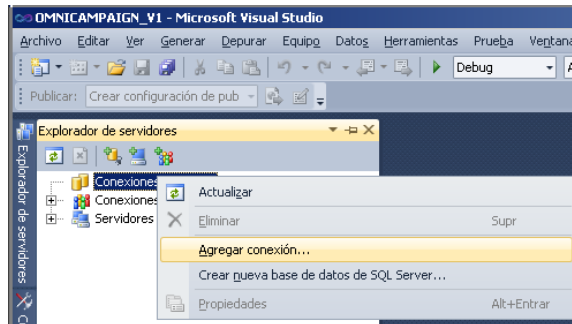 OMNICAMPAIGN_V1 - Microsoft Visual Studio
Archivo Editar Ver Generar Depurar Equipo Datos Herramientas Prueba Ventana
Debug
Publicar: Crear configuración de pub
Explorador de servidores
Explorador de servidores
Conexiones
Conexiones
Servidores
Actualizar
Eliminar Supr
Agregar conexión...
Crear nueva base de datos de SQL Server...
Propiedades Alt+Entrar